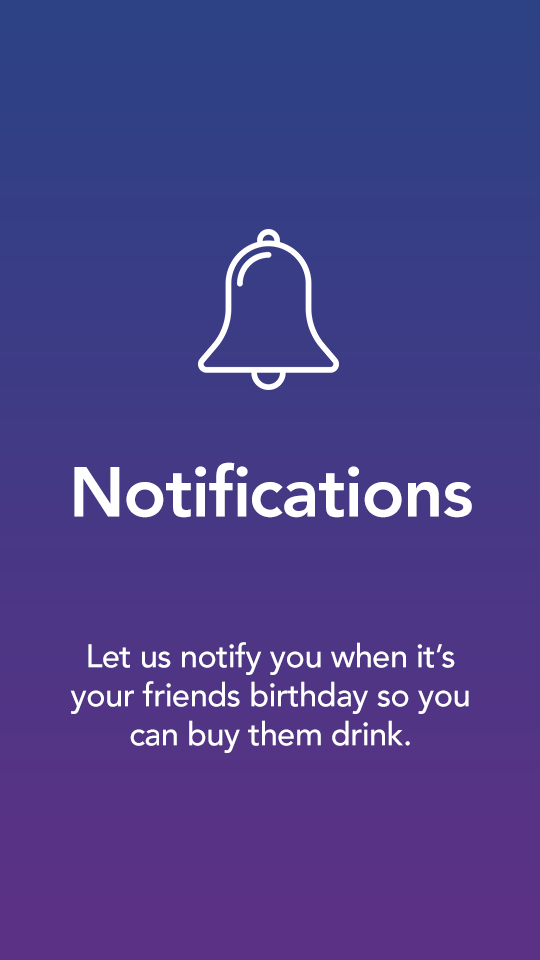 Notifications
Let us notify you when it’s
your friends birthday so you
can buy them drink.